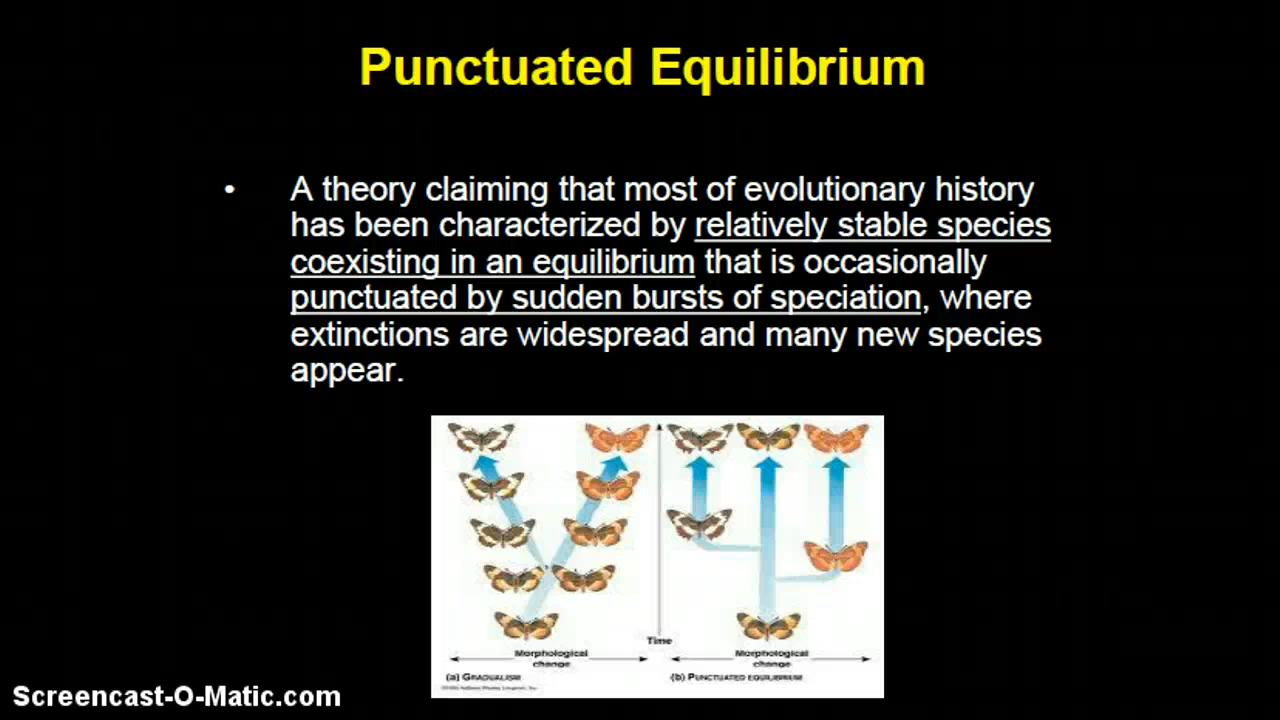 Punctuated Equilibrium
• A theory claiming that most of evolutionary history
has been characterized by relatively stable species
coexisting in an equilibrium that is occasionally
punctuated by sudden bursts of speciation, where
extinctions are widespread and many new species
appear.
Time
Morphological
change
Morphological
change
(a) GRADUALISM
(b) PUNCTUATED EQUILIBRIUM
Screencast-O-Matic.com